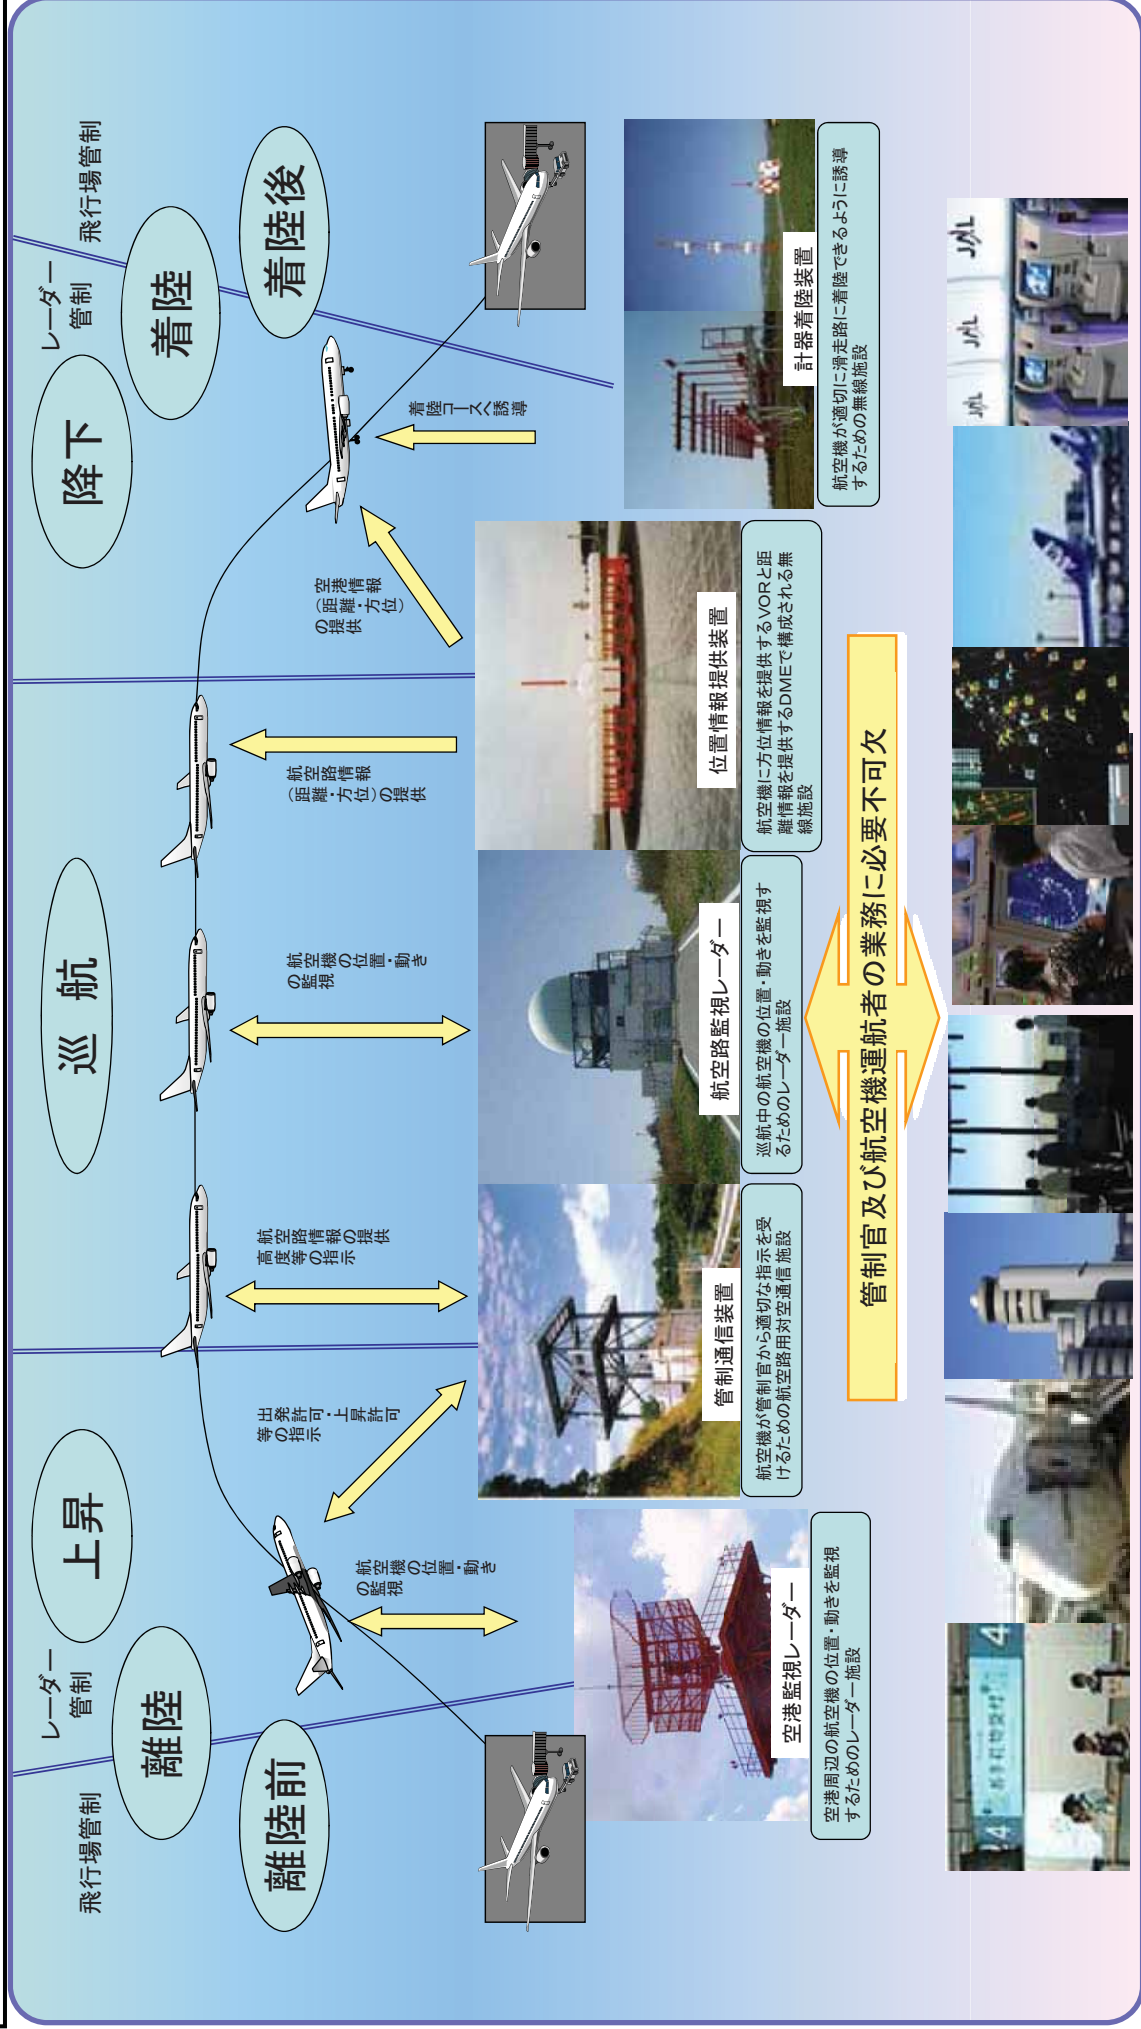 飛行場管制
レーダー
管制
レーダー
管制
飛行場管制
離陸前
離陸
上昇
巡 航
降下
着陸
着陸後
航空機の位置・動き
の監視
出発許可・上昇許可
等の指示
航空路情報の提供
高度等の指示
航空機の位置・動き
の監視
航空路情報
(距離・方位)の提供
空港情報
(距離・方位)
の提供
着陸コースへ誘導
空港監視レーダー
空港周辺の航空機の位置・動きを監視
するためのレーダー施設
管制通信装置
航空機が管制官から適切な指示を受
けるための航空路用対空通信施設
航空路監視レーダー
巡航中の航空機の位置・動きを監視す
るためのレーダー施設
位置情報提供装置
航空機に方位情報を提供するVORと距
離情報を提供するDMEで構成される無
線施設
計器着陸装置
航空機が適切に滑走路に着陸できるように誘導
するための無線施設
管制官及び航空機運航者の業務に必要不可欠
JAL
JAL
JAL